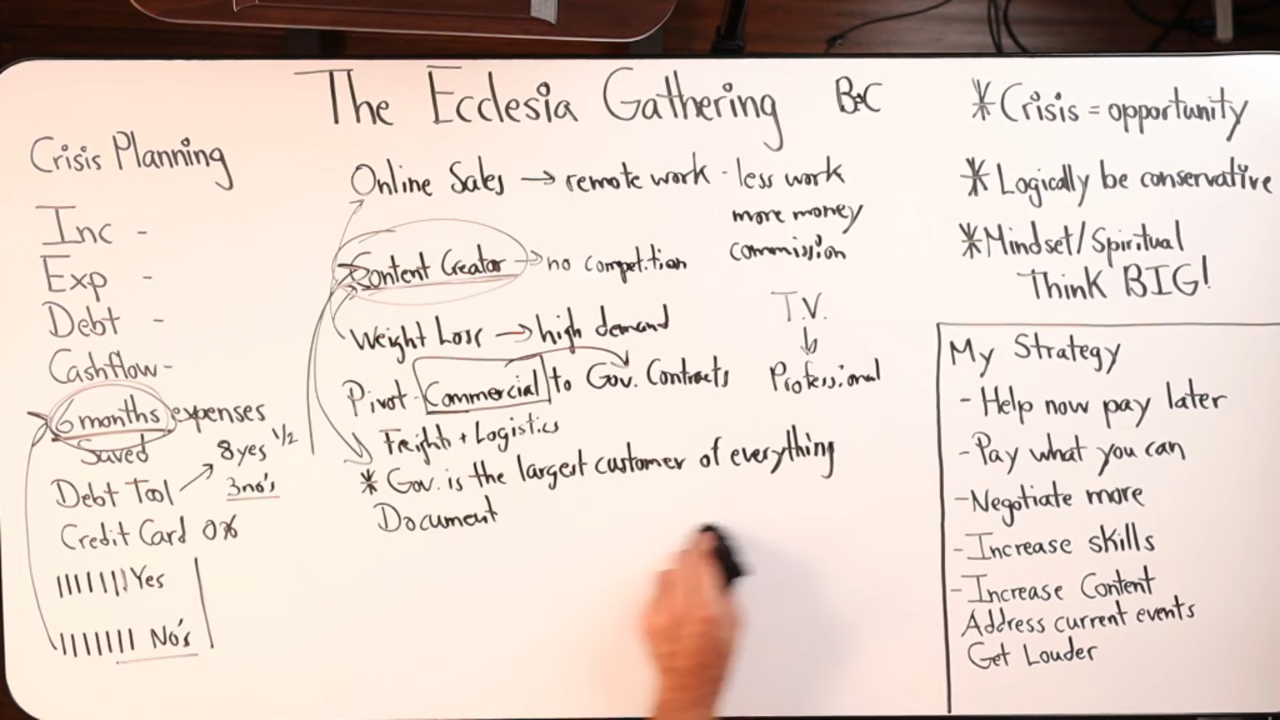 The Ecclesia Gathering B&C
Crisis Planning
Inc -
Exp -
Debt -
Cashflow -
6 months expenses
Saved
8 yes 1/2
Debt Tool
3 no's
Credit Card 0%
Yes
No's
Online Sales → remote work - less work
more money
commission
Content Creator → no competition
Weight Loss → high demand
T.V.
Professional
Pivot Commercial to Gov. Contracts
Freight + Logistics
* Gov. is the largest customer of everything
Document
* Crisis = opportunity
* Logically be conservative
* Mindset/Spiritual
Think BIG!
My Strategy
- Help now pay later
- Pay what you can
- Negotiate more
- Increase skills
- Increase Content
Address current events
Get Louder